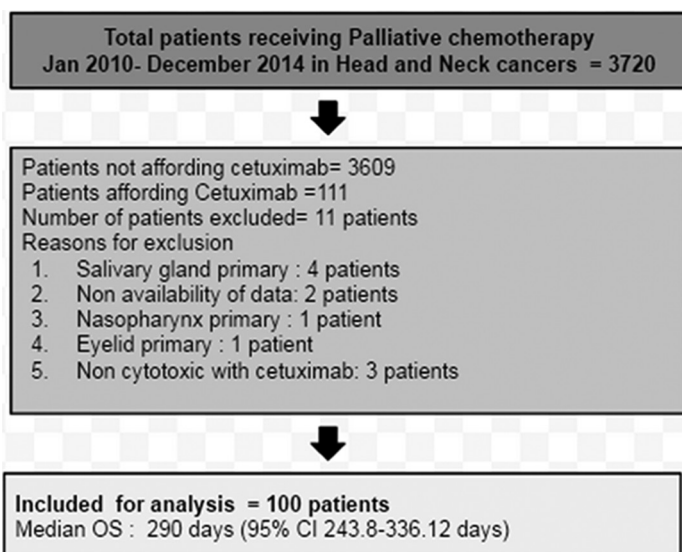 Total patients receiving Palliative chemotherapy
Jan 2010- December 2014 in Head and Neck cancers = 3720
Patients not affording cetuximab= 3609
Patients affording Cetuximab =111
Number of patients excluded= 11 patients
Reasons for exclusion
1. Salivary gland primary : 4 patients
2. Non availability of data: 2 patients
3. Nasopharynx primary : 1 patient
4. Eyelid primary : 1 patient
5. Non cytotoxic with cetuximab: 3 patients
Included for analysis = 100 patients
Median OS : 290 days (95% CI 243.8-336.12 days)